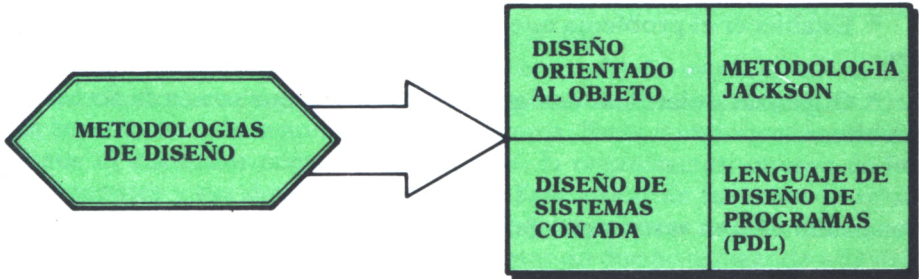 METODOLOGIAS
DE DISEÑO
DISEÑO
ORIENTADO
AL OBJETO
METODOLOGIA
JACKSON
DISEÑO DE
SISTEMAS
CON ADA
LENGUAJE DE
DISEÑO DE
PROGRAMAS
(PDL)